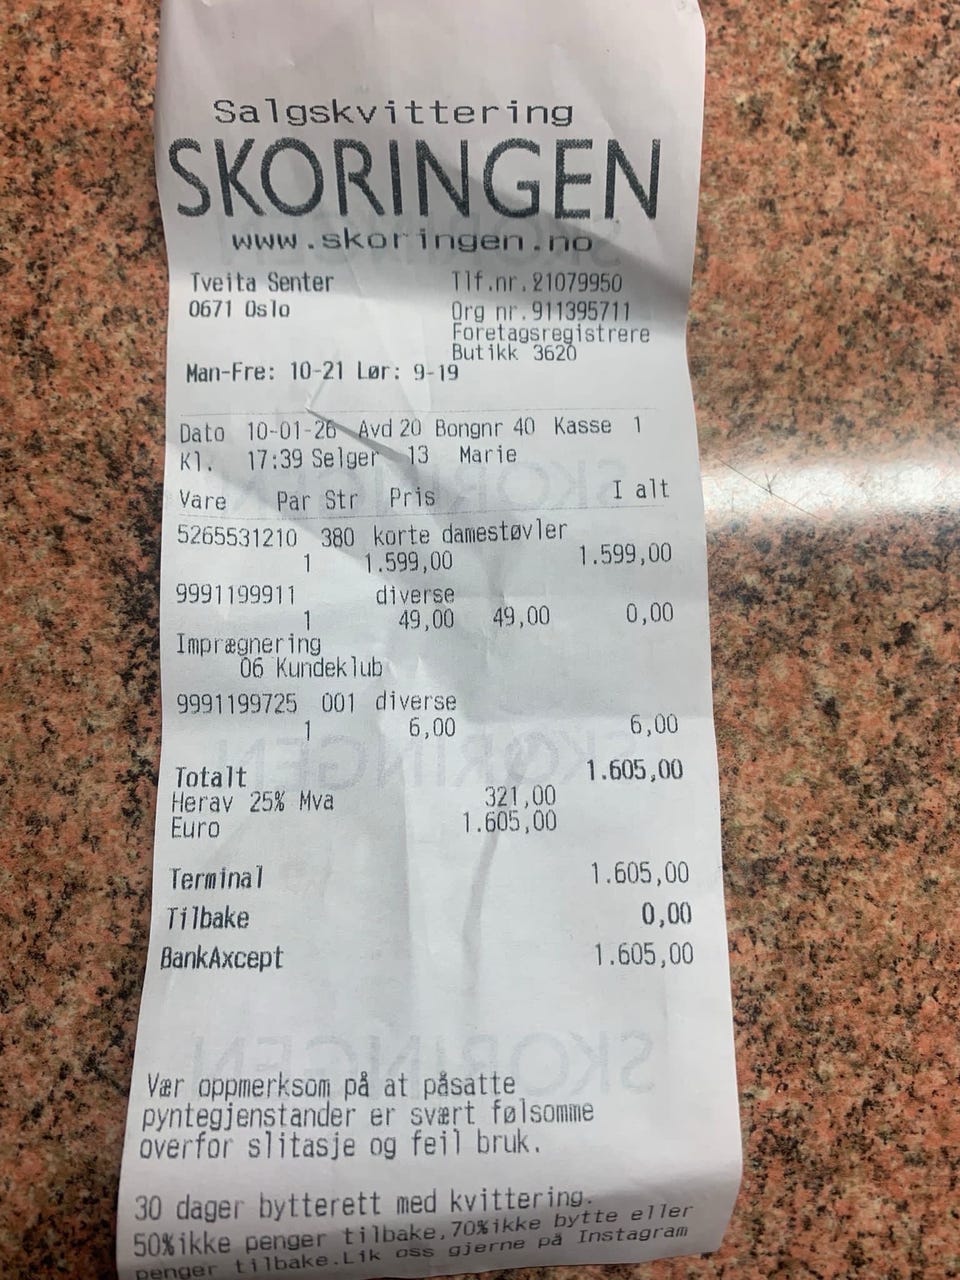 Salgskvittering
SKORINGEN
www.skoringen.no
Tveita Senter Tlf.nr.21079950
0671 Oslo Org nr.911395711
Foretagsregistrere
Butikk 3620
Man-Fre: 10-21 Lør: 9-19
Dato 10-01-26 Avd 20 Bongnr 40 Kasse 1
Kl. 17:39 Selger 13 Marie
Vare Par Str Pris I alt
5265531210 380 korte damestøvler
1 1.599,00 1.599,00
9991199911 diverse
1 49,00 49,00 0,00
Imprægnering
06 Kundeklub
9991199725 001 diverse
1 6,00 6,00
Totalt 1.605,00
Herav 25% Mva 321,00
Euro 1.605,00
Terminal 1.605,00
Tilbake 0,00
BankAxcept 1.605,00
Vær oppmerksom på at påsatte
pyntegjenstander er svært følsomme
overfor slitasje og feil bruk.
30 dager bytterett med kvittering.
50%ikke penger tilbake,70%ikke bytte eller
penger tilbake.Lik oss gjerne på Instagram